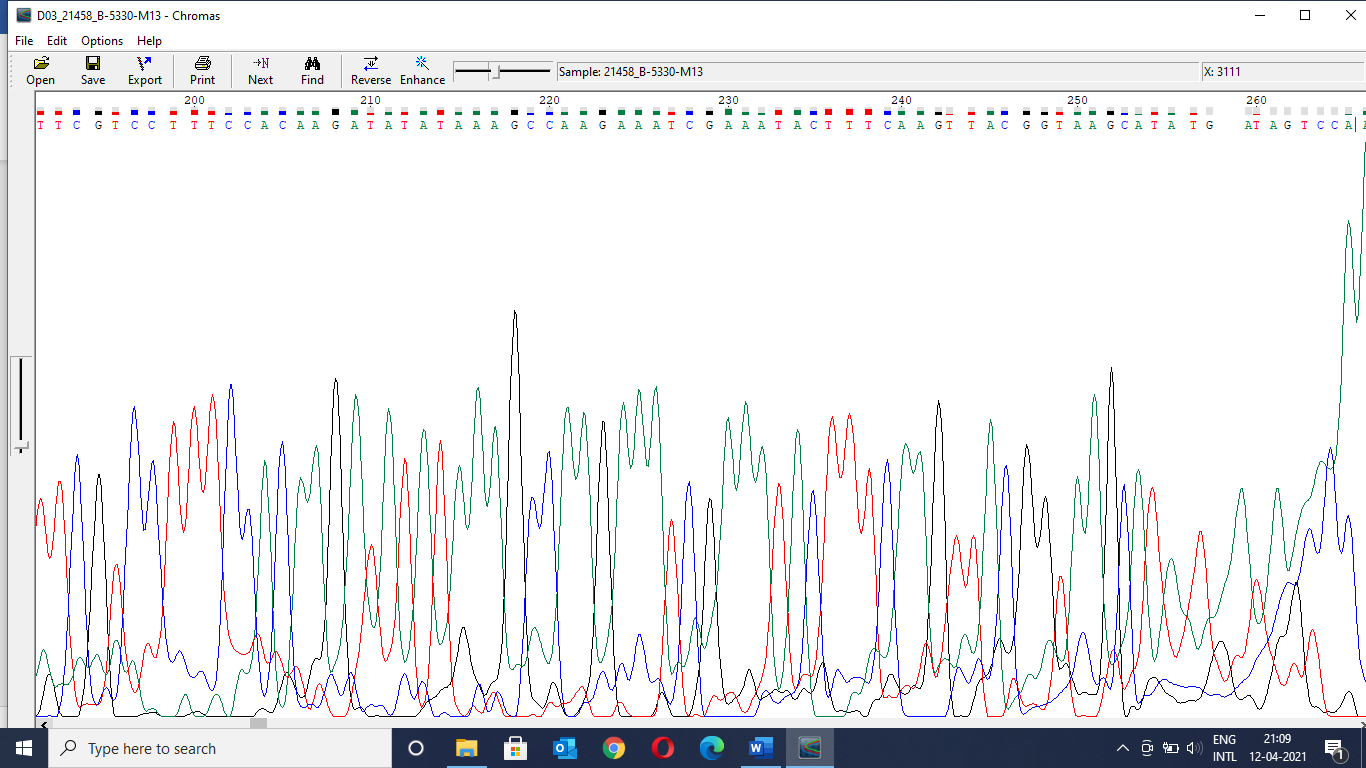 D03_21458_B-5330-M13 - Chromas
File Edit Options Help
Open Save Export Print Next Find Reverse Enhance
Sample: 21458_B-5330-M13
X: 3111
200 210 220 230 240 250 260
T T C G T C C T T T C C A C A A G A T A T A T A A A G C C A A G A A A T C G A A A T A C T T T C A A G T T A C G G T A A G C A T A T G A T A G T C C A
Type here to search
ENG
INTL
21:09
12-04-2021
1